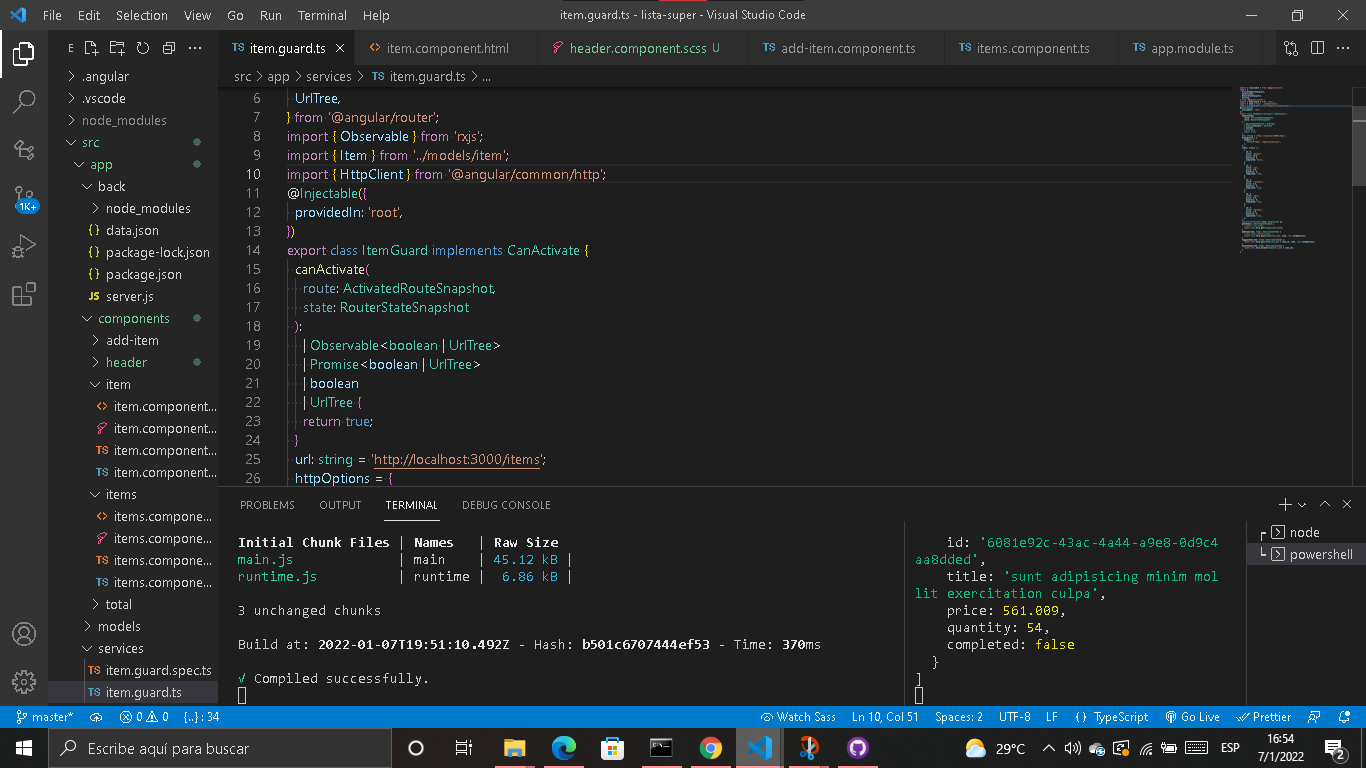 File Edit Selection View Go Run Terminal Help
item.guard.ts - lista-super - Visual Studio Code
E
TS item.guard.ts
<> item.component.html
header.component.scss U
TS add-item.component.ts
TS items.component.ts
TS app.module.ts
src > app > services > TS item.guard.ts > ...
.angular
.vscode
node_modules
src
app
back
node_modules
{} data.json
{} package-lock.json
{} package.json
JS server.js
components
add-item
header
item
<> item.component...
item.component...
TS item.component...
TS item.component...
items
<> items.compone...
items.compone...
TS items.compone...
TS items.compone...
total
models
services
TS item.guard.spec.ts
TS item.guard.ts
1K+
6 UrlTree,
7 } from '@angular/router';
8 import { Observable } from 'rxjs';
9 import { Item } from '../models/item';
10 import { HttpClient } from '@angular/common/http';
11 @Injectable({
12 providedIn: 'root',
13 })
14 export class ItemGuard implements CanActivate {
15 canActivate(
16 route: ActivatedRouteSnapshot,
17 state: RouterStateSnapshot
18 ):
19 | Observable<boolean | UrlTree>
20 | Promise<boolean | UrlTree>
21 | boolean
22 | UrlTree {
23 return true;
24 }
25 url: string = 'http://localhost:3000/items';
26 httpOptions = {
PROBLEMS OUTPUT TERMINAL DEBUG CONSOLE
Initial Chunk Files | Names | Raw Size
main.js | main | 45.12 kB |
runtime.js | runtime | 6.86 kB |
3 unchanged chunks
Build at: 2022-01-07T19:51:10.492Z - Hash: b501c6707444ef53 - Time: 370ms
√ Compiled successfully.
id: '6081e92c-43ac-4a44-a9e8-0d9c4
aa8dded',
title: 'sunt adipisicing minim mol
lit exercitation culpa',
price: 561.009,
quantity: 54,
completed: false
}
]
node
powershell
master* 0 0 {..} : 34
Watch Sass Ln 10, Col 51 Spaces: 2 UTF-8 LF {} TypeScript Go Live Prettier
Escribe aquí para buscar
29°C
ESP
16:54
7/1/2022
2